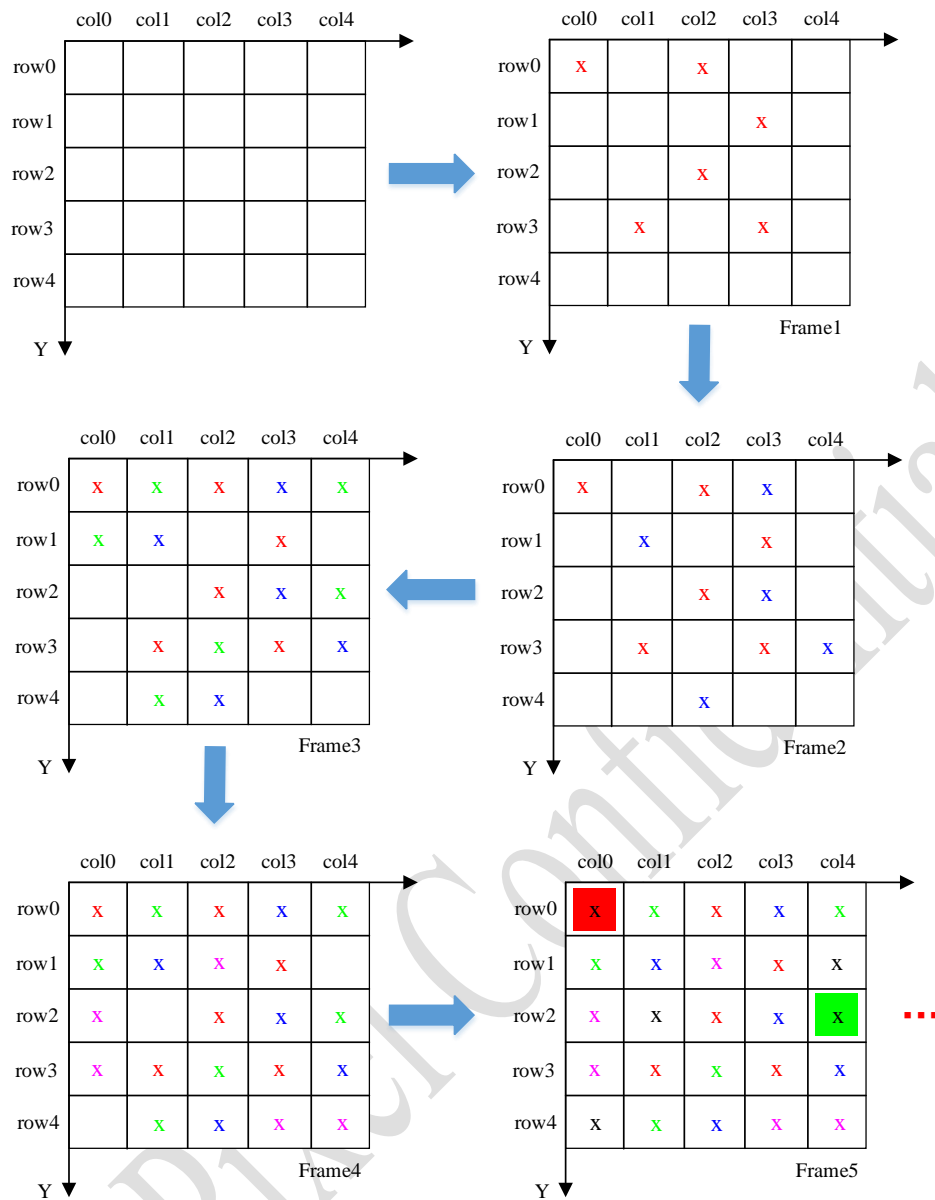 col0 col1 col2 col3 col4
row0
row1
row2
row3
row4
Y
col0 col1 col2 col3 col4
row0 x x
row1 x
row2 x
row3 x x
row4
Frame1
Y
col0 col1 col2 col3 col4
row0 x x x x x
row1 x x x
row2 x x x
row3 x x x x
row4 x x
Frame3
Y
col0 col1 col2 col3 col4
row0 x x x
row1 x x
row2 x x
row3 x x x
row4 x
Frame2
Y
col0 col1 col2 col3 col4
row0 x x x x x
row1 x x x x
row2 x x x x
row3 x x x x x
row4 x x x x
Frame4
Y
col0 col1 col2 col3 col4
row0 x x x x x
row1 x x x x x
row2 x x x x x
row3 x x x x x
row4 x x x x x
Frame5
Y
...